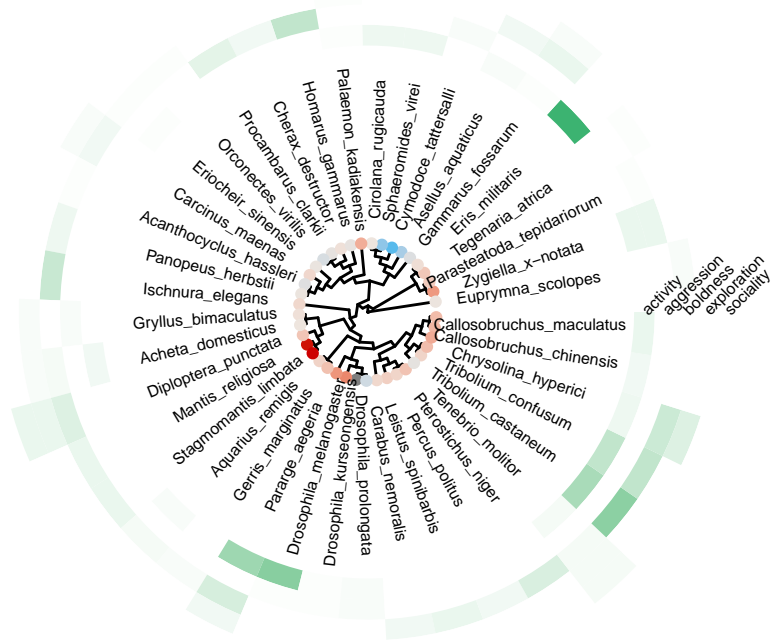 Palaemon_kadiakensis
Cirolana_rugicauda
Sphaeromides_virei
Cymodoce_tattersalli
Asellus_aquaticus
Gammarus_fossarum
Eris_militaris
Tegenaria_africa
Parasteatoda_tepidariorum
Zygiella_x−notata
Euprymna_scolopes
activity
aggression
boldness
exploration
sociality
Callosobruchus_maculatus
Callosobruchus_chinensis
Chrysolina_hyperici
Tribolium_confusum
Tribolium_castaneum
Tenebrio_molitor
Pterostichus_niger
Percus_politus
Leistus_spinibarbis
Carabus_nemoralis
Drosophila_prolongata
Drosophila_kurseongensis
Drosophila_melanogaster
Pararge_aegeria
Gerris_marginatus
Aquarius_remigis
Stagmomantis_limbata
Mantis_religiosa
Diploptera_punctata
Acheta_domesticus
Gryllus_bimaculatus
Ischnura_elegans
Panopeus_herbstii
Acanthocyclus_hassleri
Carcinus_maenas
Eriocheir_sinensis
Orconectes_virilis
Procambarus_clarkii
Cherax_destructor
Homarus_gammarus